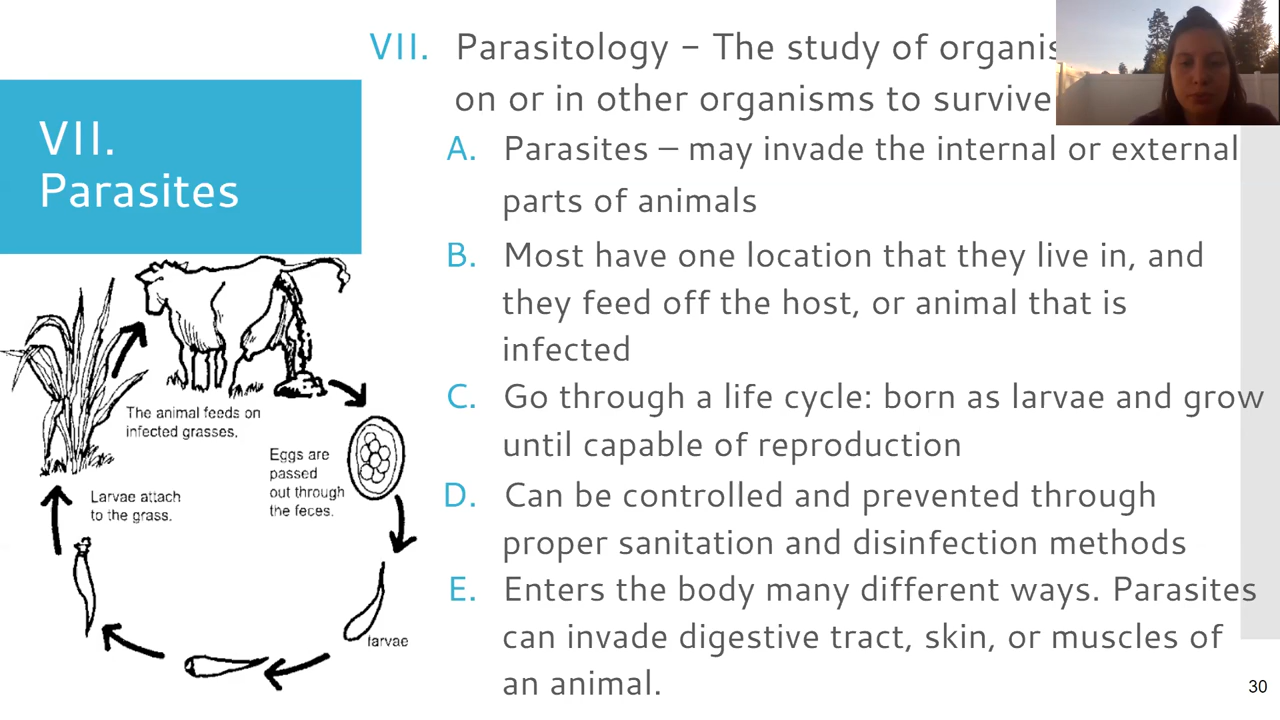 VII.
Parasites
VII. Parasitology – The study of
on or in other organisms to survive
A. Parasites – may invade the internal or external
parts of animals
B. Most have one location that they live in, and
they feed off the host, or animal that is
infected
C. Go through a life cycle: born as larvae and grow
until capable of reproduction
D. Can be controlled and prevented through
proper sanitation and disinfection methods
E. Enters the body many different ways. Parasites
can invade digestive tract, skin, or muscles of
an animal.
The animal feeds on
infected grasses.
Eggs are
passed
out through
the feces.
Larvae attach
to the grass.
larvae
30